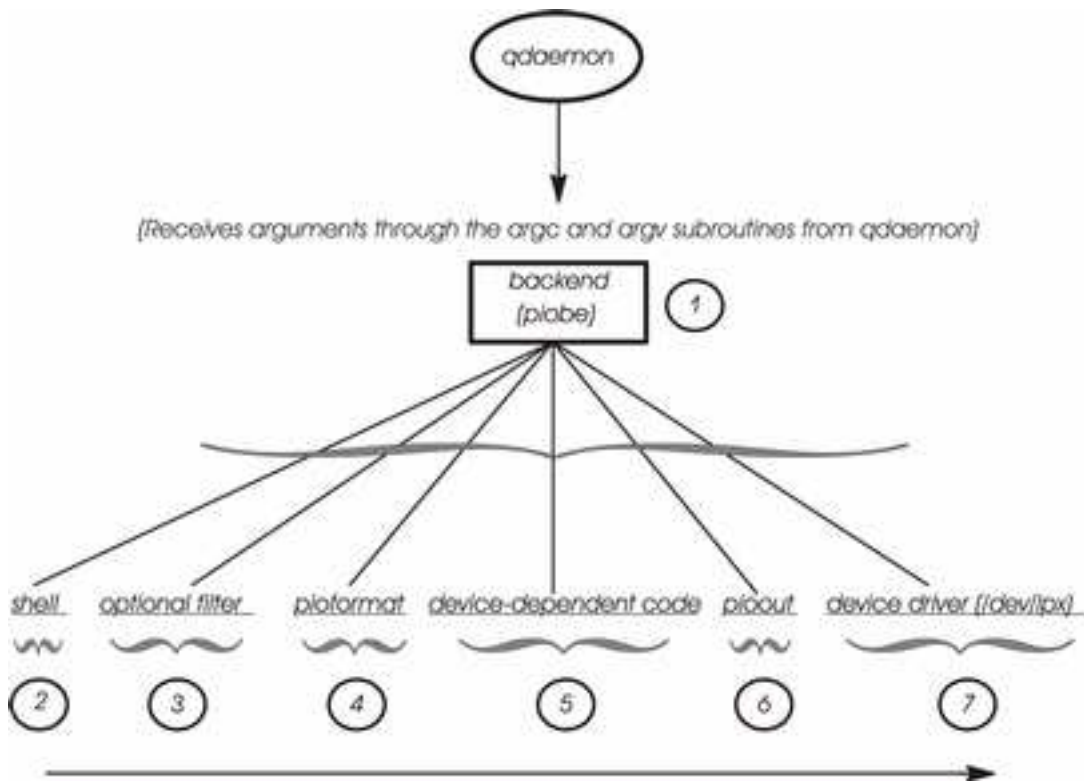 qdaemon
(Receives arguments through the argc and argv subroutines from qdaemon)
backend
(piobe)
1
shell optional filter pioformat device-dependent code pioout device driver (/dev/lpx)
2 3 4 5 6 7